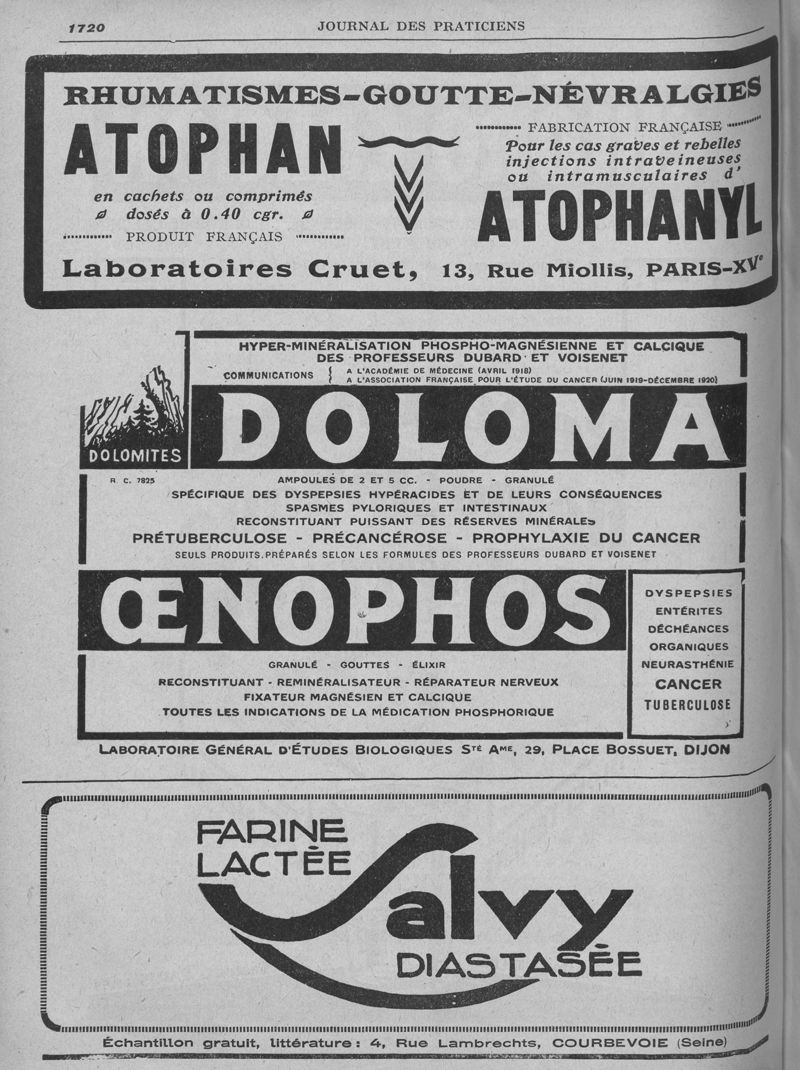 1720
JOURNAL DES PRATICIENS
RHUMATISMES-GOUTTE-NÉVRALGIES
ATOPHAN
en cachets ou comprimés
dosés à 0.40 cgr.
PRODUIT FRANÇAIS
FABRICATION FRANÇAISE
Pour les cas graves et rebelles
injections intraveineuses
ou intramusculaires d'
ATOPHANYL
Laboratoires Cruet, 13, Rue Miollis, PARIS-XVe
HYPER-MINÉRALISATION PHOSPHO-MAGNÉSIENNE ET CALCIQUE
DES PROFESSEURS DUBARD ET VOISENET
COMMUNICATIONS
A L'ACADÉMIE DE MÉDECINE (AVRIL 1918)
A L'ASSOCIATION FRANÇAISE POUR L'ÉTUDE DU CANCER (JUIN 1919-DÉCEMBRE 1920)
DOLOMITES
DOLOMA
R. C. 7825
AMPOULES DE 2 ET 5 CC. - POUDRE - GRANULÉ
SPÉCIFIQUE DES DYSPEPSIES HYPÉRACIDES ET DE LEURS CONSÉQUENCES
SPASMES PYLORIQUES ET INTESTINAUX
RECONSTITUANT PUISSANT DES RÉSERVES MINÉRALES
PRÉTUBERCULOSE - PRÉCANCÉROSE - PROPHYLAXIE DU CANCER
SEULS PRODUITS PRÉPARÉS SELON LES FORMULES DES PROFESSEURS DUBARD ET VOISENET
ŒNOPHOS
GRANULÉ - GOUTTES - ÉLIXIR
RECONSTITUANT - REMINÉRALISATEUR - RÉPARATEUR NERVEUX
FIXATEUR MAGNÉSIEN ET CALCIQUE
TOUTES LES INDICATIONS DE LA MÉDICATION PHOSPHORIQUE
DYSPEPSIES
ENTÉRITES
DÉCHÉANCES
ORGANIQUES
NEURASTHÉNIE
CANCER
TUBERCULOSE
LABORATOIRE GÉNÉRAL D'ÉTUDES BIOLOGIQUES STÉ AME, 29, PLACE BOSSUET, DIJON
FARINE
LACTÉE
Salvy
DIASTASÉE
Échantillon gratuit, littérature : 4, Rue Lambrechts, COURBEVOIE (Seine)